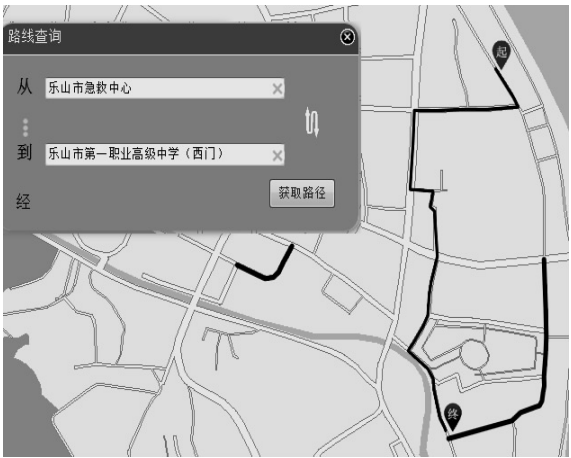 路线查询
从 乐山市急救中心
到 乐山市第一职业高级中学（西门）
经 获取路径
起
终